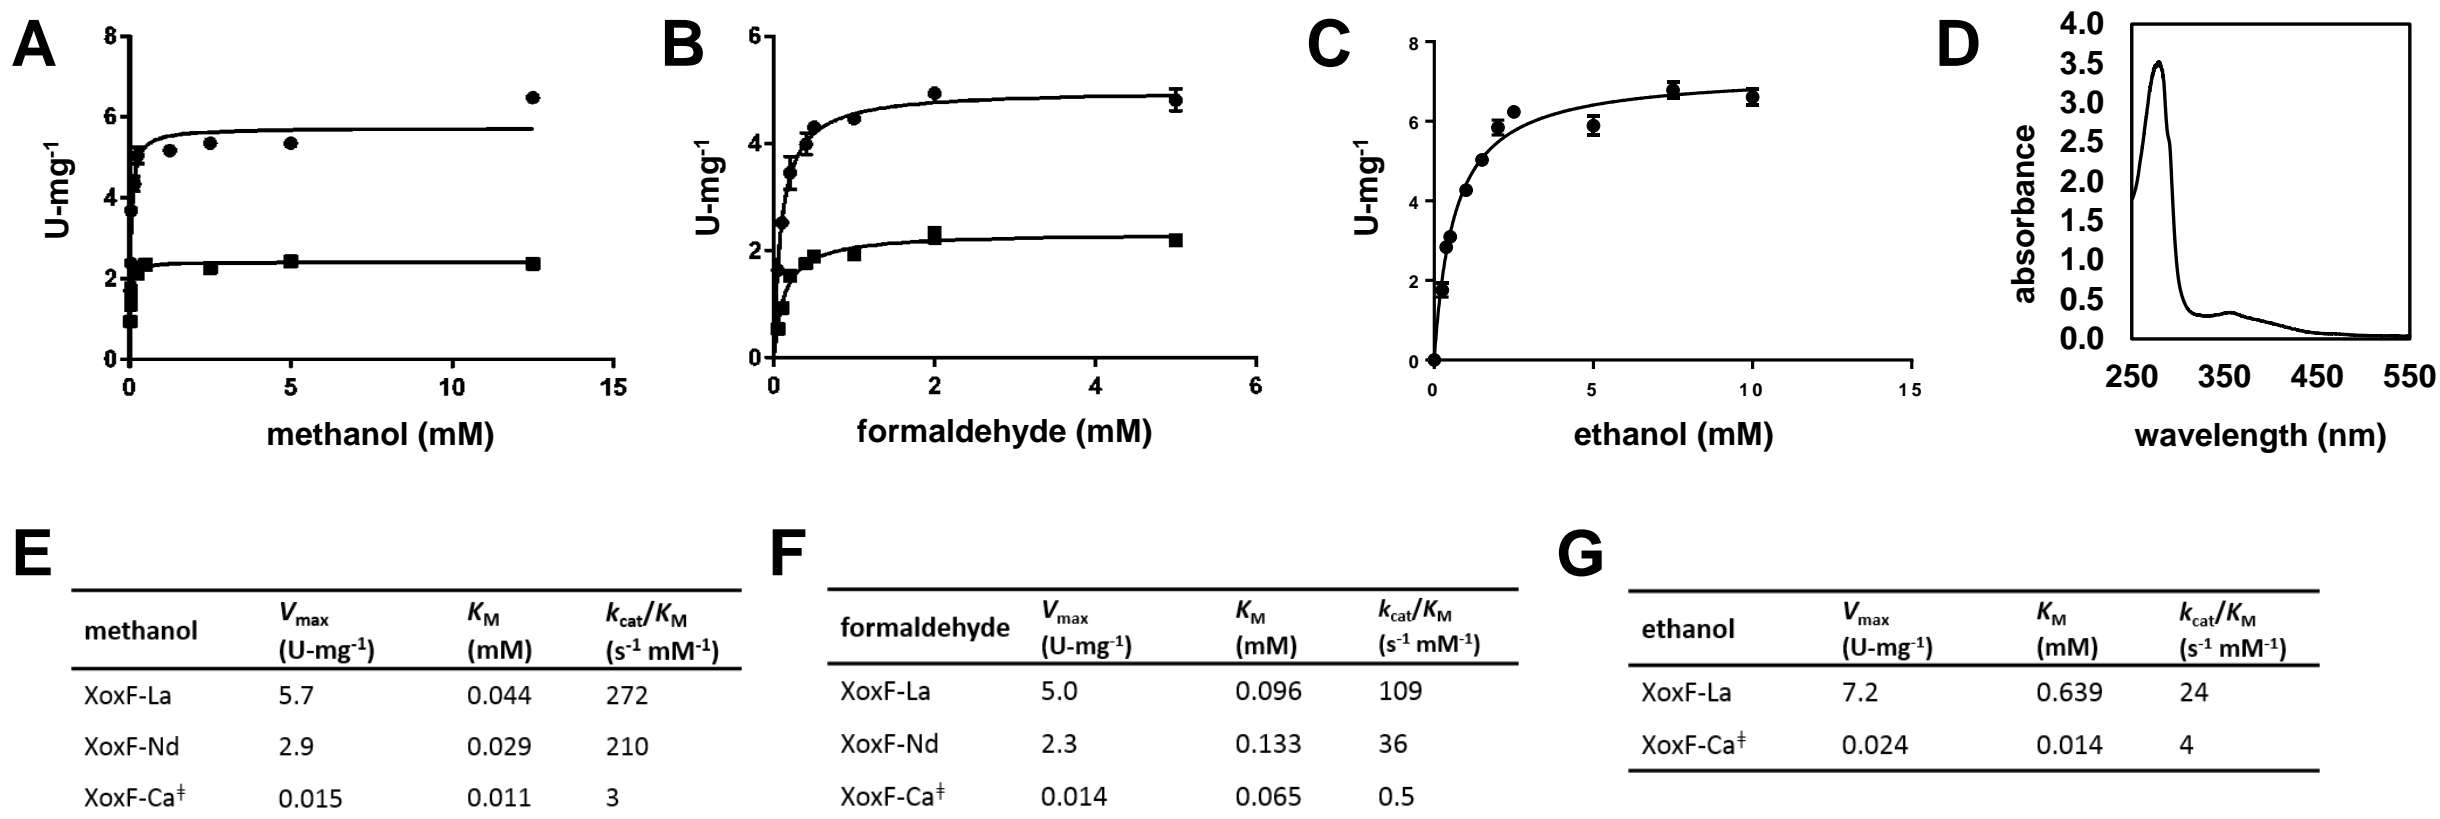 A
8
6
4
2
0
0 5 10 15
U-mg⁻¹
methanol (mM)
B
6
4
2
0
0 2 4 6
U-mg⁻¹
formaldehyde (mM)
C
8
6
4
2
0
0 5 10 15
U-mg⁻¹
ethanol (mM)
D
4.0
3.5
3.0
2.5
2.0
1.5
1.0
0.5
0.0
250 350 450 550
absorbance
wavelength (nm)
E
methanol Vmax (U-mg⁻¹) KM (mM) kcat/KM (s⁻¹ mM⁻¹)
XoxF-La 5.7 0.044 272
XoxF-Nd 2.9 0.029 210
XoxF-Ca‡ 0.015 0.011 3
F
formaldehyde Vmax (U-mg⁻¹) KM (mM) kcat/KM (s⁻¹ mM⁻¹)
XoxF-La 5.0 0.096 109
XoxF-Nd 2.3 0.133 36
XoxF-Ca‡ 0.014 0.065 0.5
G
ethanol Vmax (U-mg⁻¹) KM (mM) kcat/KM (s⁻¹ mM⁻¹)
XoxF-La 7.2 0.639 24
XoxF-Ca‡ 0.024 0.014 4